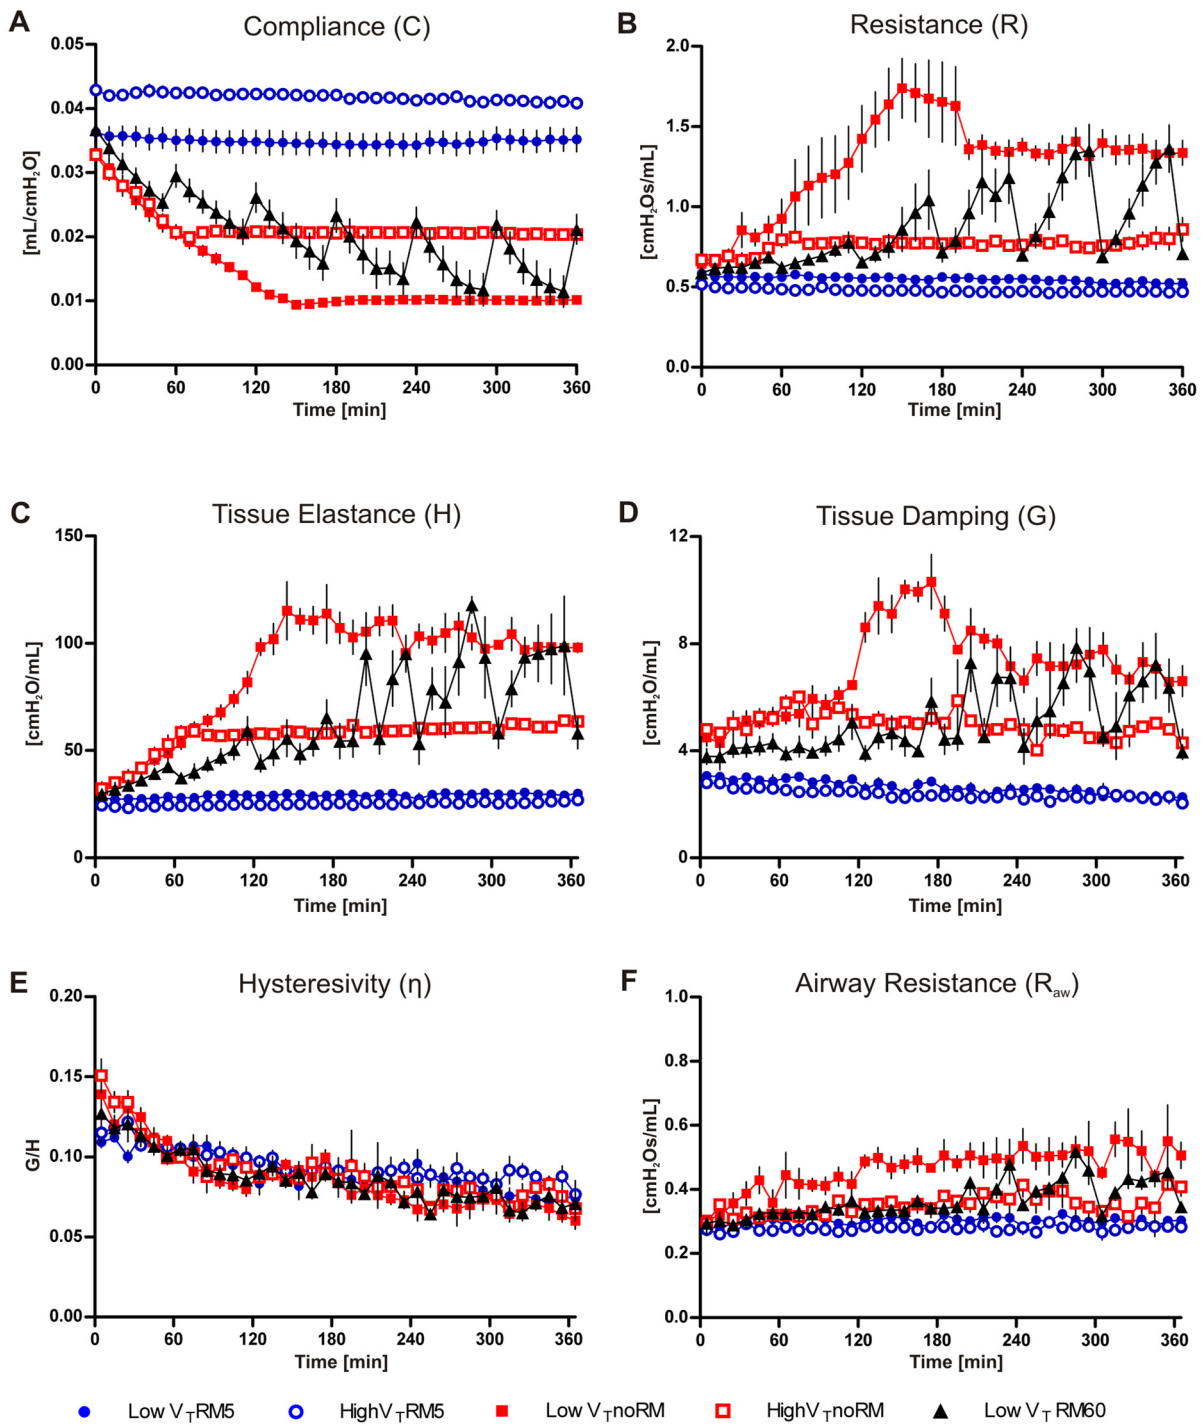 A
Compliance (C)
0.05
0.04
0.03
0.02
0.01
0.00
[mL/cmH₂O]
0 60 120 180 240 300 360
Time [min]
B
Resistance (R)
2.0
1.5
1.0
0.5
0.0
[cmH₂Os/mL]
0 60 120 180 240 300 360
Time [min]
C
Tissue Elastance (H)
150
100
50
0
[cmH₂O/mL]
0 60 120 180 240 300 360
Time [min]
D
Tissue Damping (G)
12
8
4
0
[cmH₂O/mL]
0 60 120 180 240 300 360
Time [min]
E
Hysteresivity (η)
0.20
0.15
0.10
0.05
0.00
G/H
0 60 120 180 240 300 360
Time [min]
F
Airway Resistance (Raw)
1.0
0.8
0.6
0.4
0.2
0.0
[cmH₂Os/mL]
0 60 120 180 240 300 360
Time [min]
Low VTRM5 HighVTRM5 Low VTnoRM HighVTnoRM Low VTRM60